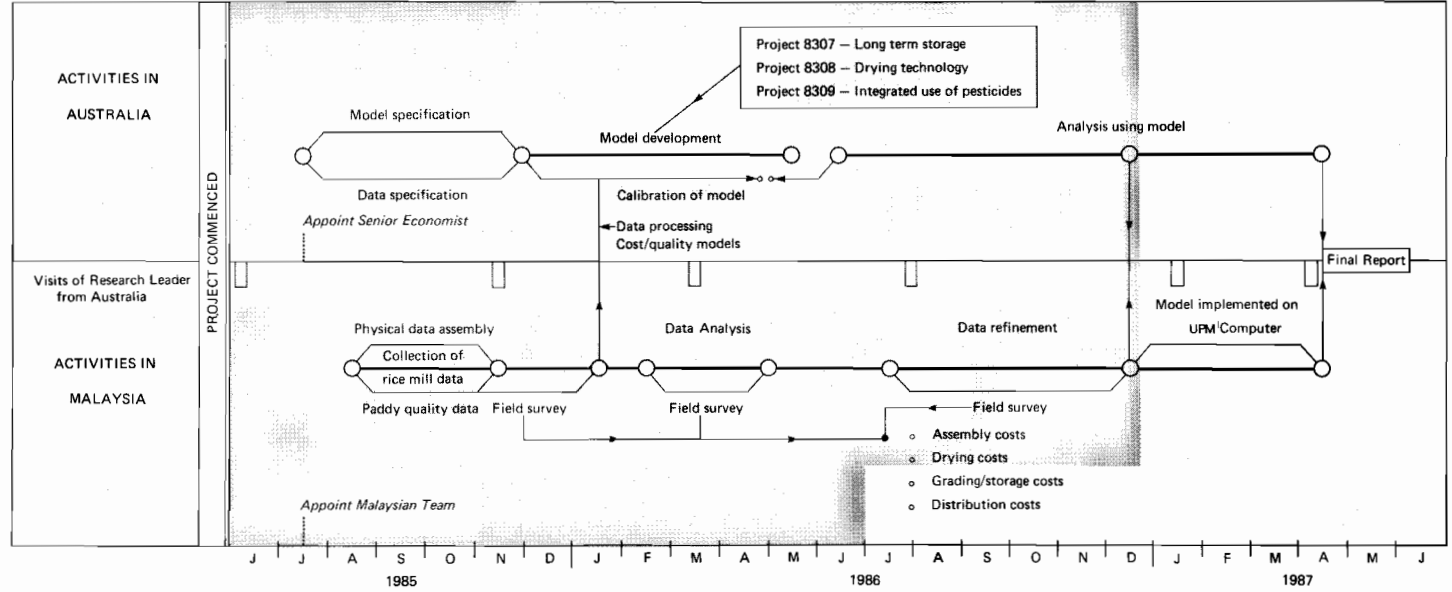 Project 8307 — Long term storage
Project 8308 — Drying technology
Project 8309 — Integrated use of pesticides
ACTIVITIES IN
AUSTRALIA
Model specification
Model development
Analysis using model
Data specification
Calibration of model
Appoint Senior Economist
Data processing
Cost/quality models
PROJECT COMMENCED
Visits of Research Leader
from Australia
Final Report
Model implemented on
UPM Computer
Physical data assembly
Data Analysis
Data refinement
Collection of
rice mill data
ACTIVITIES IN
MALAYSIA
Paddy quality data
Field survey
Field survey
Field survey
Assembly costs
Drying costs
Grading/storage costs
Distribution costs
Appoint Malaysian Team
J J A S O N D J F M A M J J A S O N D J F M A J
1985 1986 1987